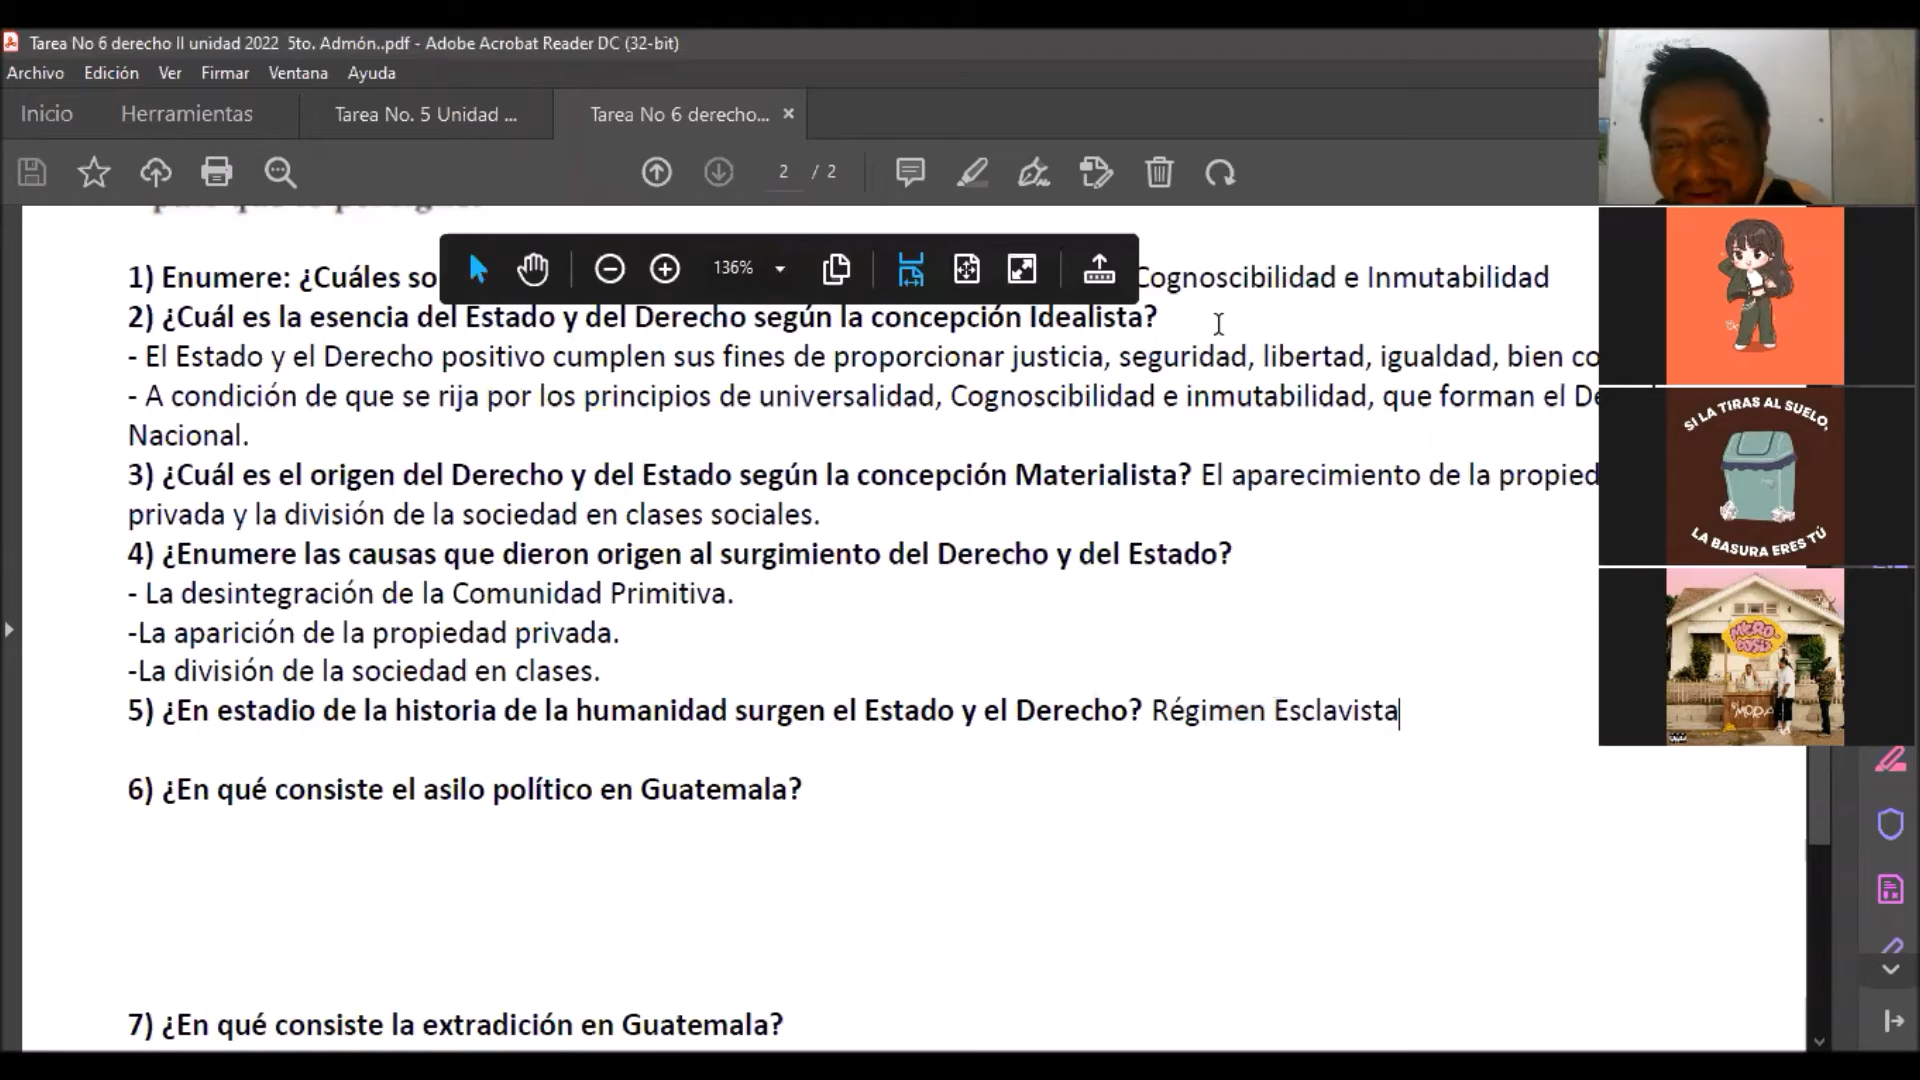 Tarea No 6 derecho II unidad 2022  5to. Admón..pdf - Adobe Acrobat Reader DC (32-bit)
Archivo Edición Ver Firmar Ventana Ayuda
Inicio Herramientas Tarea No. 5 Unidad ... Tarea No 6 derecho... ×
2 / 2
136%
1) Enumere: ¿Cuáles so Cognoscibilidad e Inmutabilidad
2) ¿Cuál es la esencia del Estado y del Derecho según la concepción Idealista?
- El Estado y el Derecho positivo cumplen sus fines de proporcionar justicia, seguridad, libertad, igualdad, bien co
- A condición de que se rija por los principios de universalidad, Cognoscibilidad e inmutabilidad, que forman el De
Nacional.
3) ¿Cuál es el origen del Derecho y del Estado según la concepción Materialista? El aparecimiento de la propied
privada y la división de la sociedad en clases sociales.
4) ¿Enumere las causas que dieron origen al surgimiento del Derecho y del Estado?
- La desintegración de la Comunidad Primitiva.
-La aparición de la propiedad privada.
-La división de la sociedad en clases.
5) ¿En estadio de la historia de la humanidad surgen el Estado y el Derecho? Régimen Esclavista
6) ¿En qué consiste el asilo político en Guatemala?
7) ¿En qué consiste la extradición en Guatemala?
SI LA TIRAS AL SUELO,
LA BASURA ERES TÚ
MICRO
DOSIS
MORA